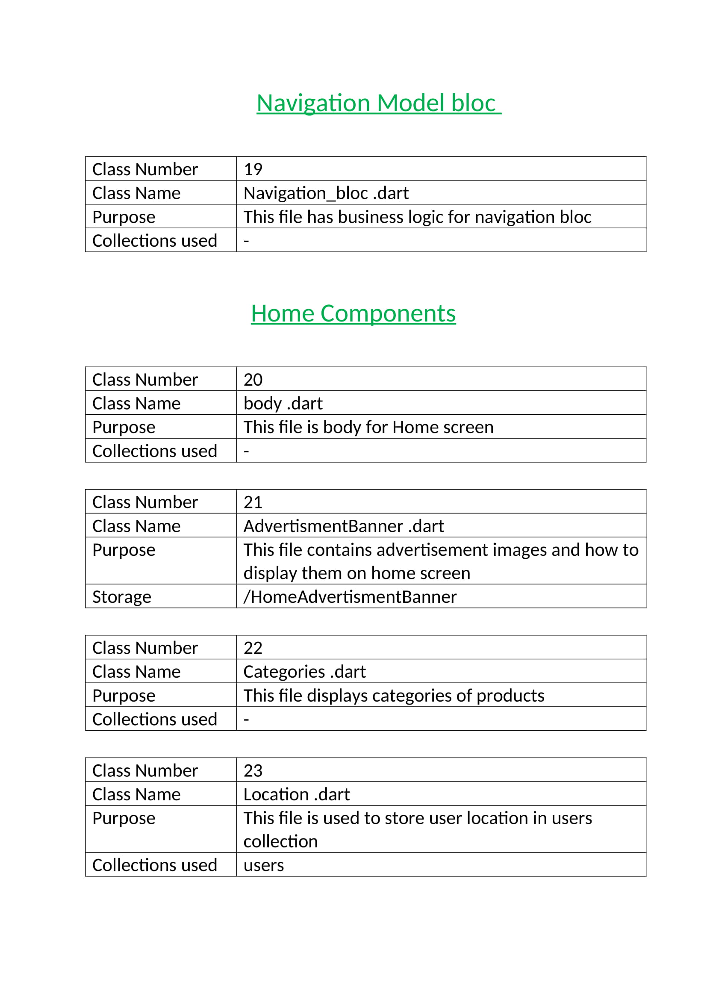 Navigation Model bloc
Class Number 19
Class Name Navigation_bloc .dart
Purpose This file has business logic for navigation bloc
Collections used -
Home Components
Class Number 20
Class Name body .dart
Purpose This file is body for Home screen
Collections used -
Class Number 21
Class Name AdvertismentBanner .dart
Purpose This file contains advertisement images and how to
display them on home screen
Storage /HomeAdvertismentBanner
Class Number 22
Class Name Categories .dart
Purpose This file displays categories of products
Collections used -
Class Number 23
Class Name Location .dart
Purpose This file is used to store user location in users
collection
Collections used users